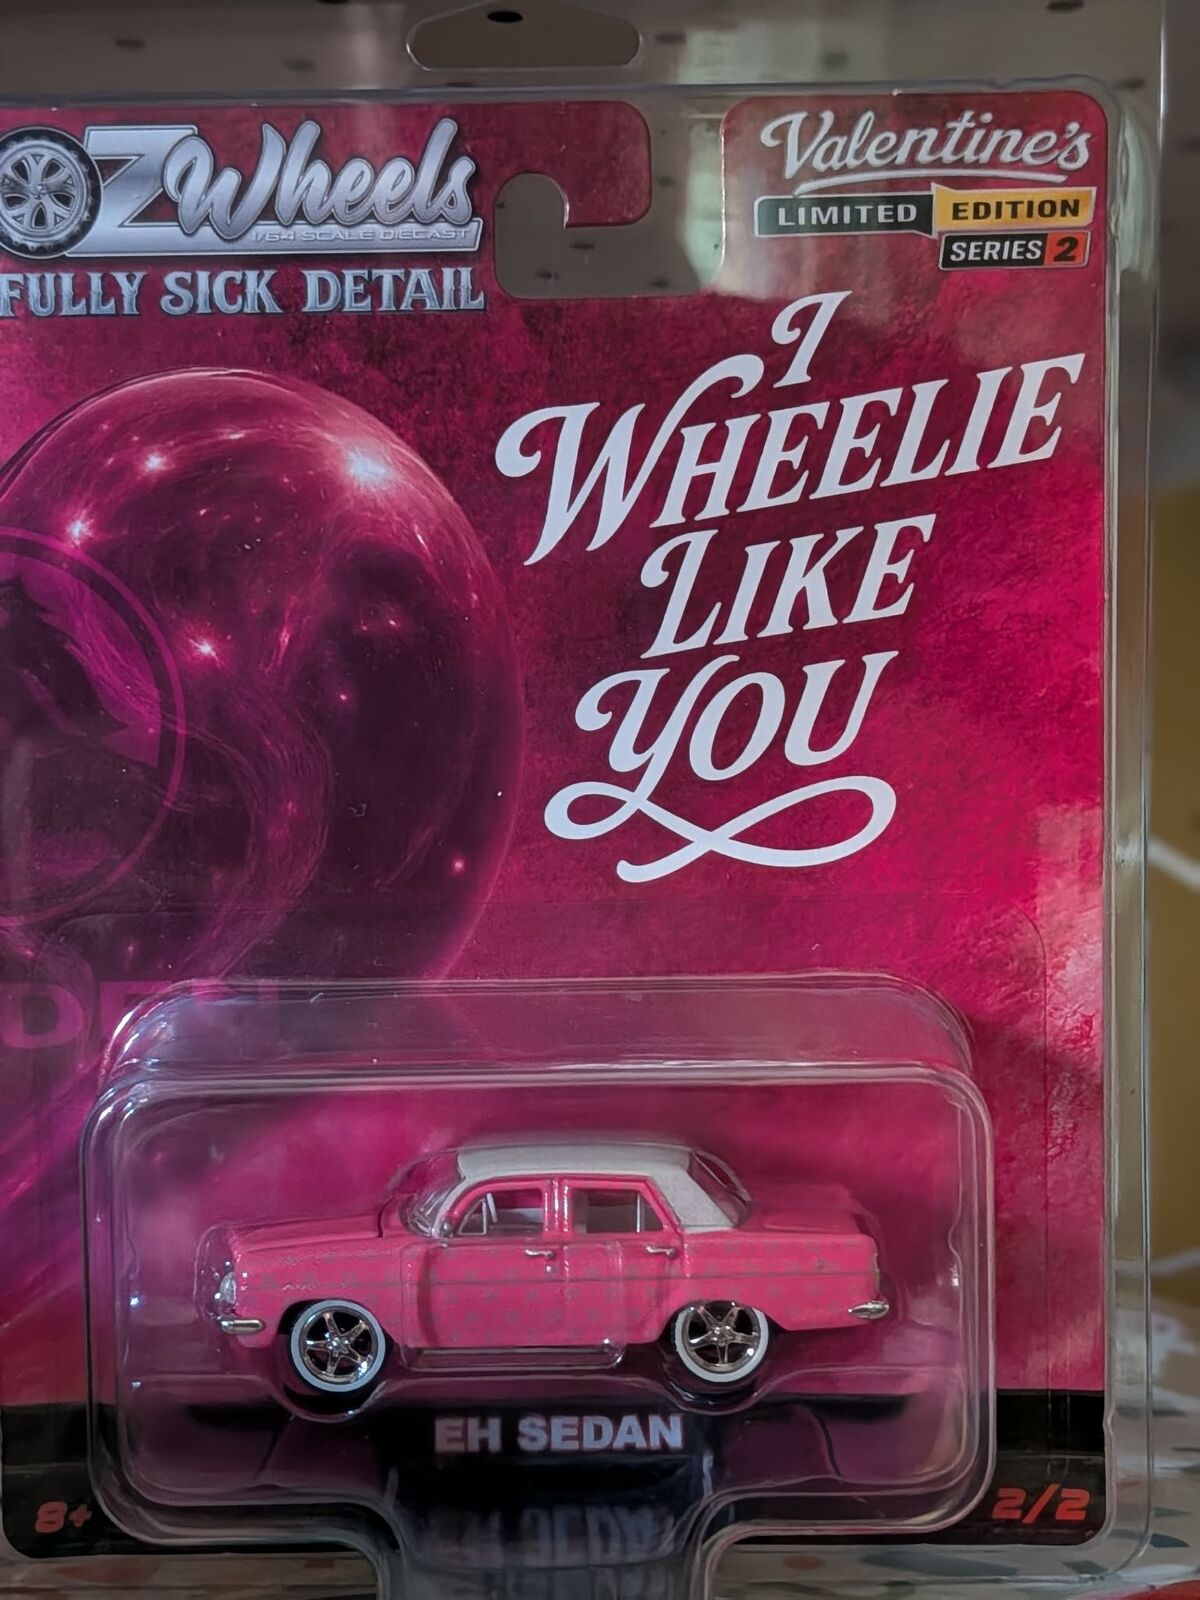 OZ Wheels
1/64 SCALE DIECAST
FULLY SICK DETAIL
Valentine's
LIMITED EDITION
SERIES 2
I
WHEELIE
LIKE
YOU
EH SEDAN
8+
2/2